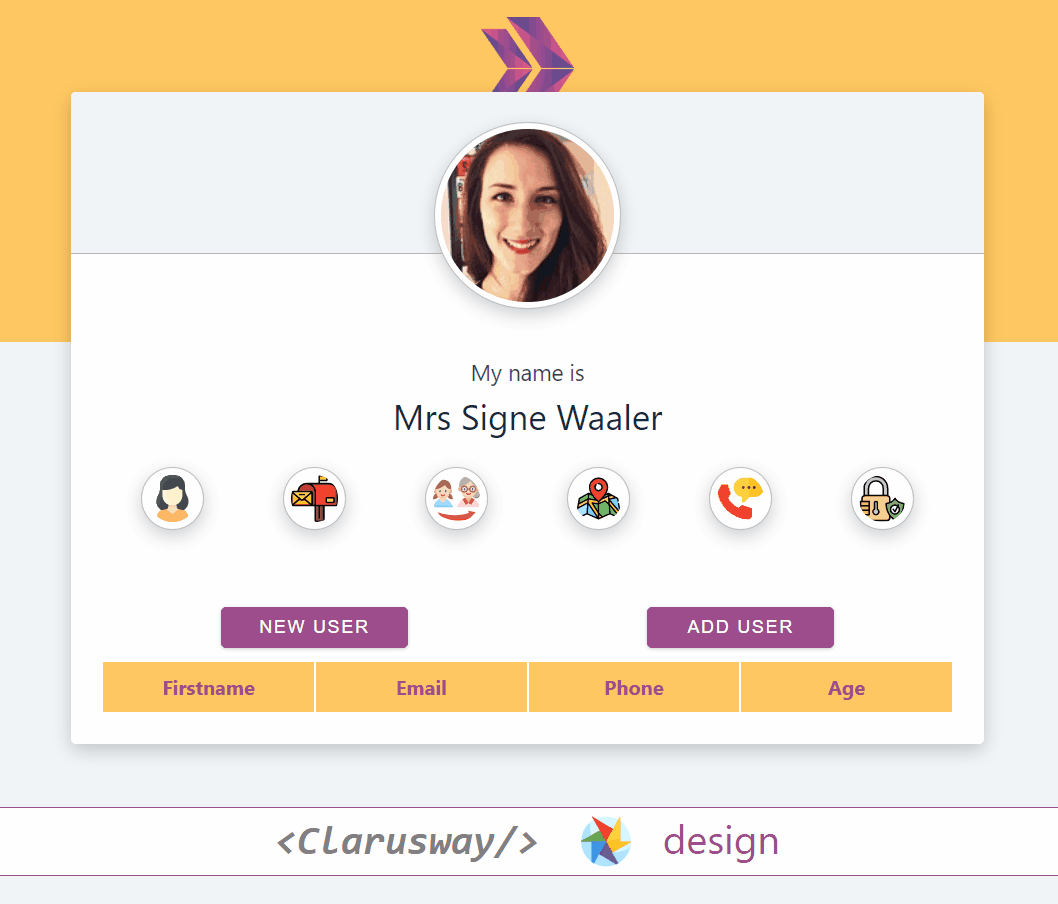 My name is
Mrs Signe Waaler
NEW USER ADD USER
Firstname Email Phone Age
<Clarusway/> design